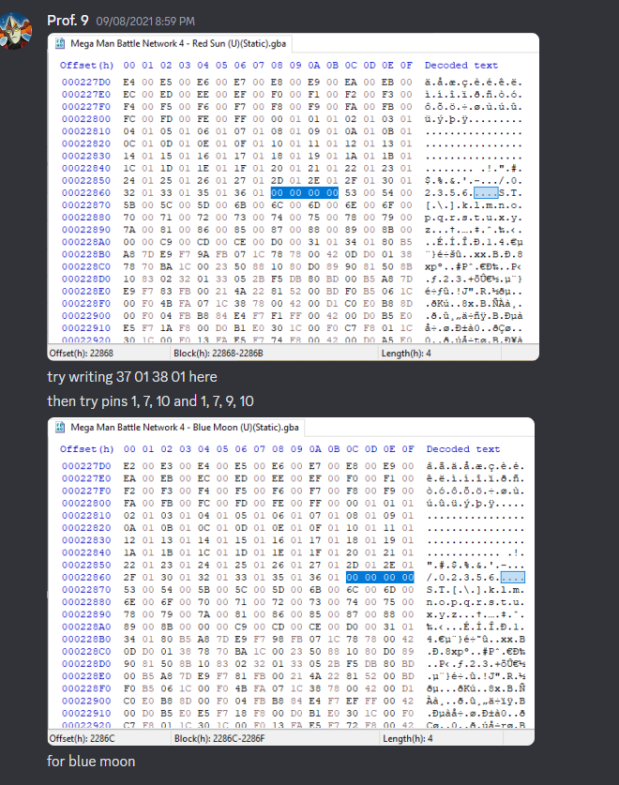 Prof. 9 09/08/2021 8:59 PM
Mega Man Battle Network 4 - Red Sun (U)(Static).gba
Offset(h) 00 01 02 03 04 05 06 07 08 09 0A 0B 0C 0D 0E 0F Decoded text
000227D0 E4 00 E5 00 E6 00 E7 00 E8 00 E9 00 EA 00 EB 00 ä.å.æ.ç.è.é.ê.ë.
000227E0 EC 00 ED 00 EE 00 EF 00 F0 00 F1 00 F2 00 F3 00 ì.í.î.ï.ð.ñ.ò.ó.
000227F0 F4 00 F5 00 F6 00 F7 00 F8 00 F9 00 FA 00 FB 00 ô.õ.ö.÷.ø.ù.ú.û.
00022800 FC 00 FD 00 FE 00 FF 00 00 01 01 01 02 01 03 01 ü.ý.þ.ÿ.........
00022810 04 01 05 01 06 01 07 01 08 01 09 01 0A 01 0B 01 ................
00022820 0C 01 0D 01 0E 01 0F 01 10 01 11 01 12 01 13 01 ................
00022830 14 01 15 01 16 01 17 01 18 01 19 01 1A 01 1B 01 ................
00022840 1C 01 1D 01 1E 01 1F 01 20 01 21 01 22 01 23 01 ........ .!.".#.
00022850 24 01 25 01 26 01 27 01 2D 01 2E 01 2F 01 30 01 $.%.&.'.-.../.0.
00022860 32 01 33 01 35 01 36 01 00 00 00 00 53 00 54 00 2.3.5.6.....S.T.
00022870 5B 00 5C 00 5D 00 6B 00 6C 00 6D 00 6E 00 6F 00 [.\.].k.l.m.n.o.
00022880 70 00 71 00 72 00 73 00 74 00 75 00 78 00 79 00 p.q.r.s.t.u.x.y.
00022890 7A 00 81 00 86 00 85 00 87 00 88 00 89 00 8B 00
000228A0 00 00 C9 00 CD 00 CE 00 D0 00 31 01 34 01 80 B5 ..É.Í.Î.Ð.1.4.€µ
000228B0 A8 7D E9 F7 9A FB 07 1C 78 78 00 42 0D D0 01 38
000228C0 78 70 BA 1C 00 23 50 88 10 80 D0 89 90 81 50 8B
000228D0 10 83 02 32 01 33 05 2B F5 DB 80 BD 00 B5 A8 7D
000228E0 E9 F7 83 FB 00 21 4A 22 81 52 00 BD F0 B5 06 1C
000228F0 00 F0 4B FA 07 1C 38 78 00 42 00 D1 C0 E0 B8 8D
00022900 00 F0 04 FB B8 84 E4 F7 F1 FF 00 42 00 D0 B5 E0
00022910 E5 F7 1A F8 00 D0 B1 E0 30 1C 00 F0 C7 F8 01 1C
00022920 30 1C 00 F0 13 FA E5 F7 74 F8 00 42 00 D0 A5 E0
Offset(h): 22868 Block(h): 22868-2286B Length(h): 4
try writing 37 01 38 01 here
then try pins 1, 7, 10 and 1, 7, 9, 10
Mega Man Battle Network 4 - Blue Moon (U)(Static).gba
Offset(h) 00 01 02 03 04 05 06 07 08 09 0A 0B 0C 0D 0E 0F Decoded text
000227D0 E2 00 E3 00 E4 00 E5 00 E6 00 E7 00 E8 00 E9 00 â.ã.ä.å.æ.ç.è.é.
000227E0 EA 00 EB 00 EC 00 ED 00 EE 00 EF 00 F0 00 F1 00 ê.ë.ì.í.î.ï.ð.ñ.
000227F0 F2 00 F3 00 F4 00 F5 00 F6 00 F7 00 F8 00 F9 00 ò.ó.ô.õ.ö.÷.ø.ù.
00022800 FA 00 FB 00 FC 00 FD 00 FE 00 FF 00 00 01 01 01 ú.û.ü.ý.þ.ÿ.....
00022810 02 01 03 01 04 01 05 01 06 01 07 01 08 01 09 01 ................
00022820 0A 01 0B 01 0C 01 0D 01 0E 01 0F 01 10 01 11 01 ................
00022830 12 01 13 01 14 01 15 01 16 01 17 01 18 01 19 01 ................
00022840 1A 01 1B 01 1C 01 1D 01 1E 01 1F 01 20 01 21 01 ............ .!.
00022850 22 01 23 01 24 01 25 01 26 01 27 01 2D 01 2E 01 ".#.$.%.&.'.-...
00022860 2F 01 30 01 32 01 33 01 35 01 36 01 00 00 00 00 /.0.2.3.5.6.....
00022870 53 00 54 00 5B 00 5C 00 5D 00 6B 00 6C 00 6D 00 S.T.[.\.].k.l.m.
00022880 6E 00 6F 00 70 00 71 00 72 00 73 00 74 00 75 00 n.o.p.q.r.s.t.u.
00022890 78 00 79 00 7A 00 81 00 86 00 85 00 87 00 88 00
000228A0 89 00 8B 00 00 00 C9 00 CD 00 CE 00 D0 00 31 01
000228B0 34 01 80 B5 A8 7D E9 F7 98 FB 07 1C 78 78 00 42
000228C0 0D D0 01 38 78 70 BA 1C 00 23 50 88 10 80 D0 89
000228D0 90 81 50 8B 10 83 02 32 01 33 05 2B F5 DB 80 BD
000228E0 00 B5 A8 7D E9 F7 81 FB 00 21 4A 22 81 52 00 BD
000228F0 F0 B5 06 1C 00 F0 4B FA 07 1C 38 78 00 42 00 D1
00022900 C0 E0 B8 8D 00 F0 04 FB B8 84 E4 F7 EF FF 00 42
00022910 00 D0 B5 E0 E5 F7 18 F8 00 D0 B1 E0 30 1C 00 F0
00022920 C7 F8 01 1C 30 1C 00 F0 13 FA E5 F7 72 F8 00 42
Offset(h): 2286C Block(h): 2286C-2286F Length(h): 4
for blue moon